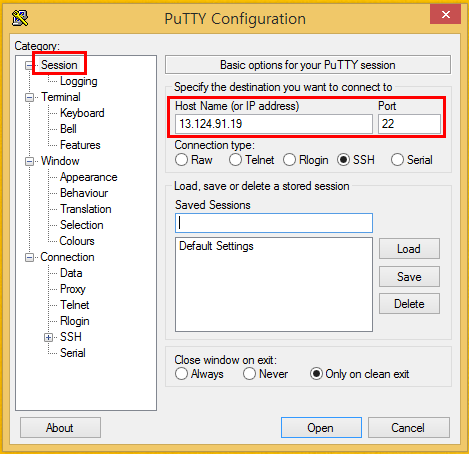 PuTTY Configuration
Category:
Session
Logging
Terminal
Keyboard
Bell
Features
Window
Appearance
Behaviour
Translation
Selection
Colours
Connection
Data
Proxy
Telnet
Rlogin
SSH
Serial
Basic options for your PuTTY session
Specify the destination you want to connect to
Host Name (or IP address) Port
13.124.91.19 22
Connection type:
Raw Telnet Rlogin SSH Serial
Load, save or delete a stored session
Saved Sessions
Default Settings
Load
Save
Delete
Close window on exit:
Always Never Only on clean exit
About Open Cancel